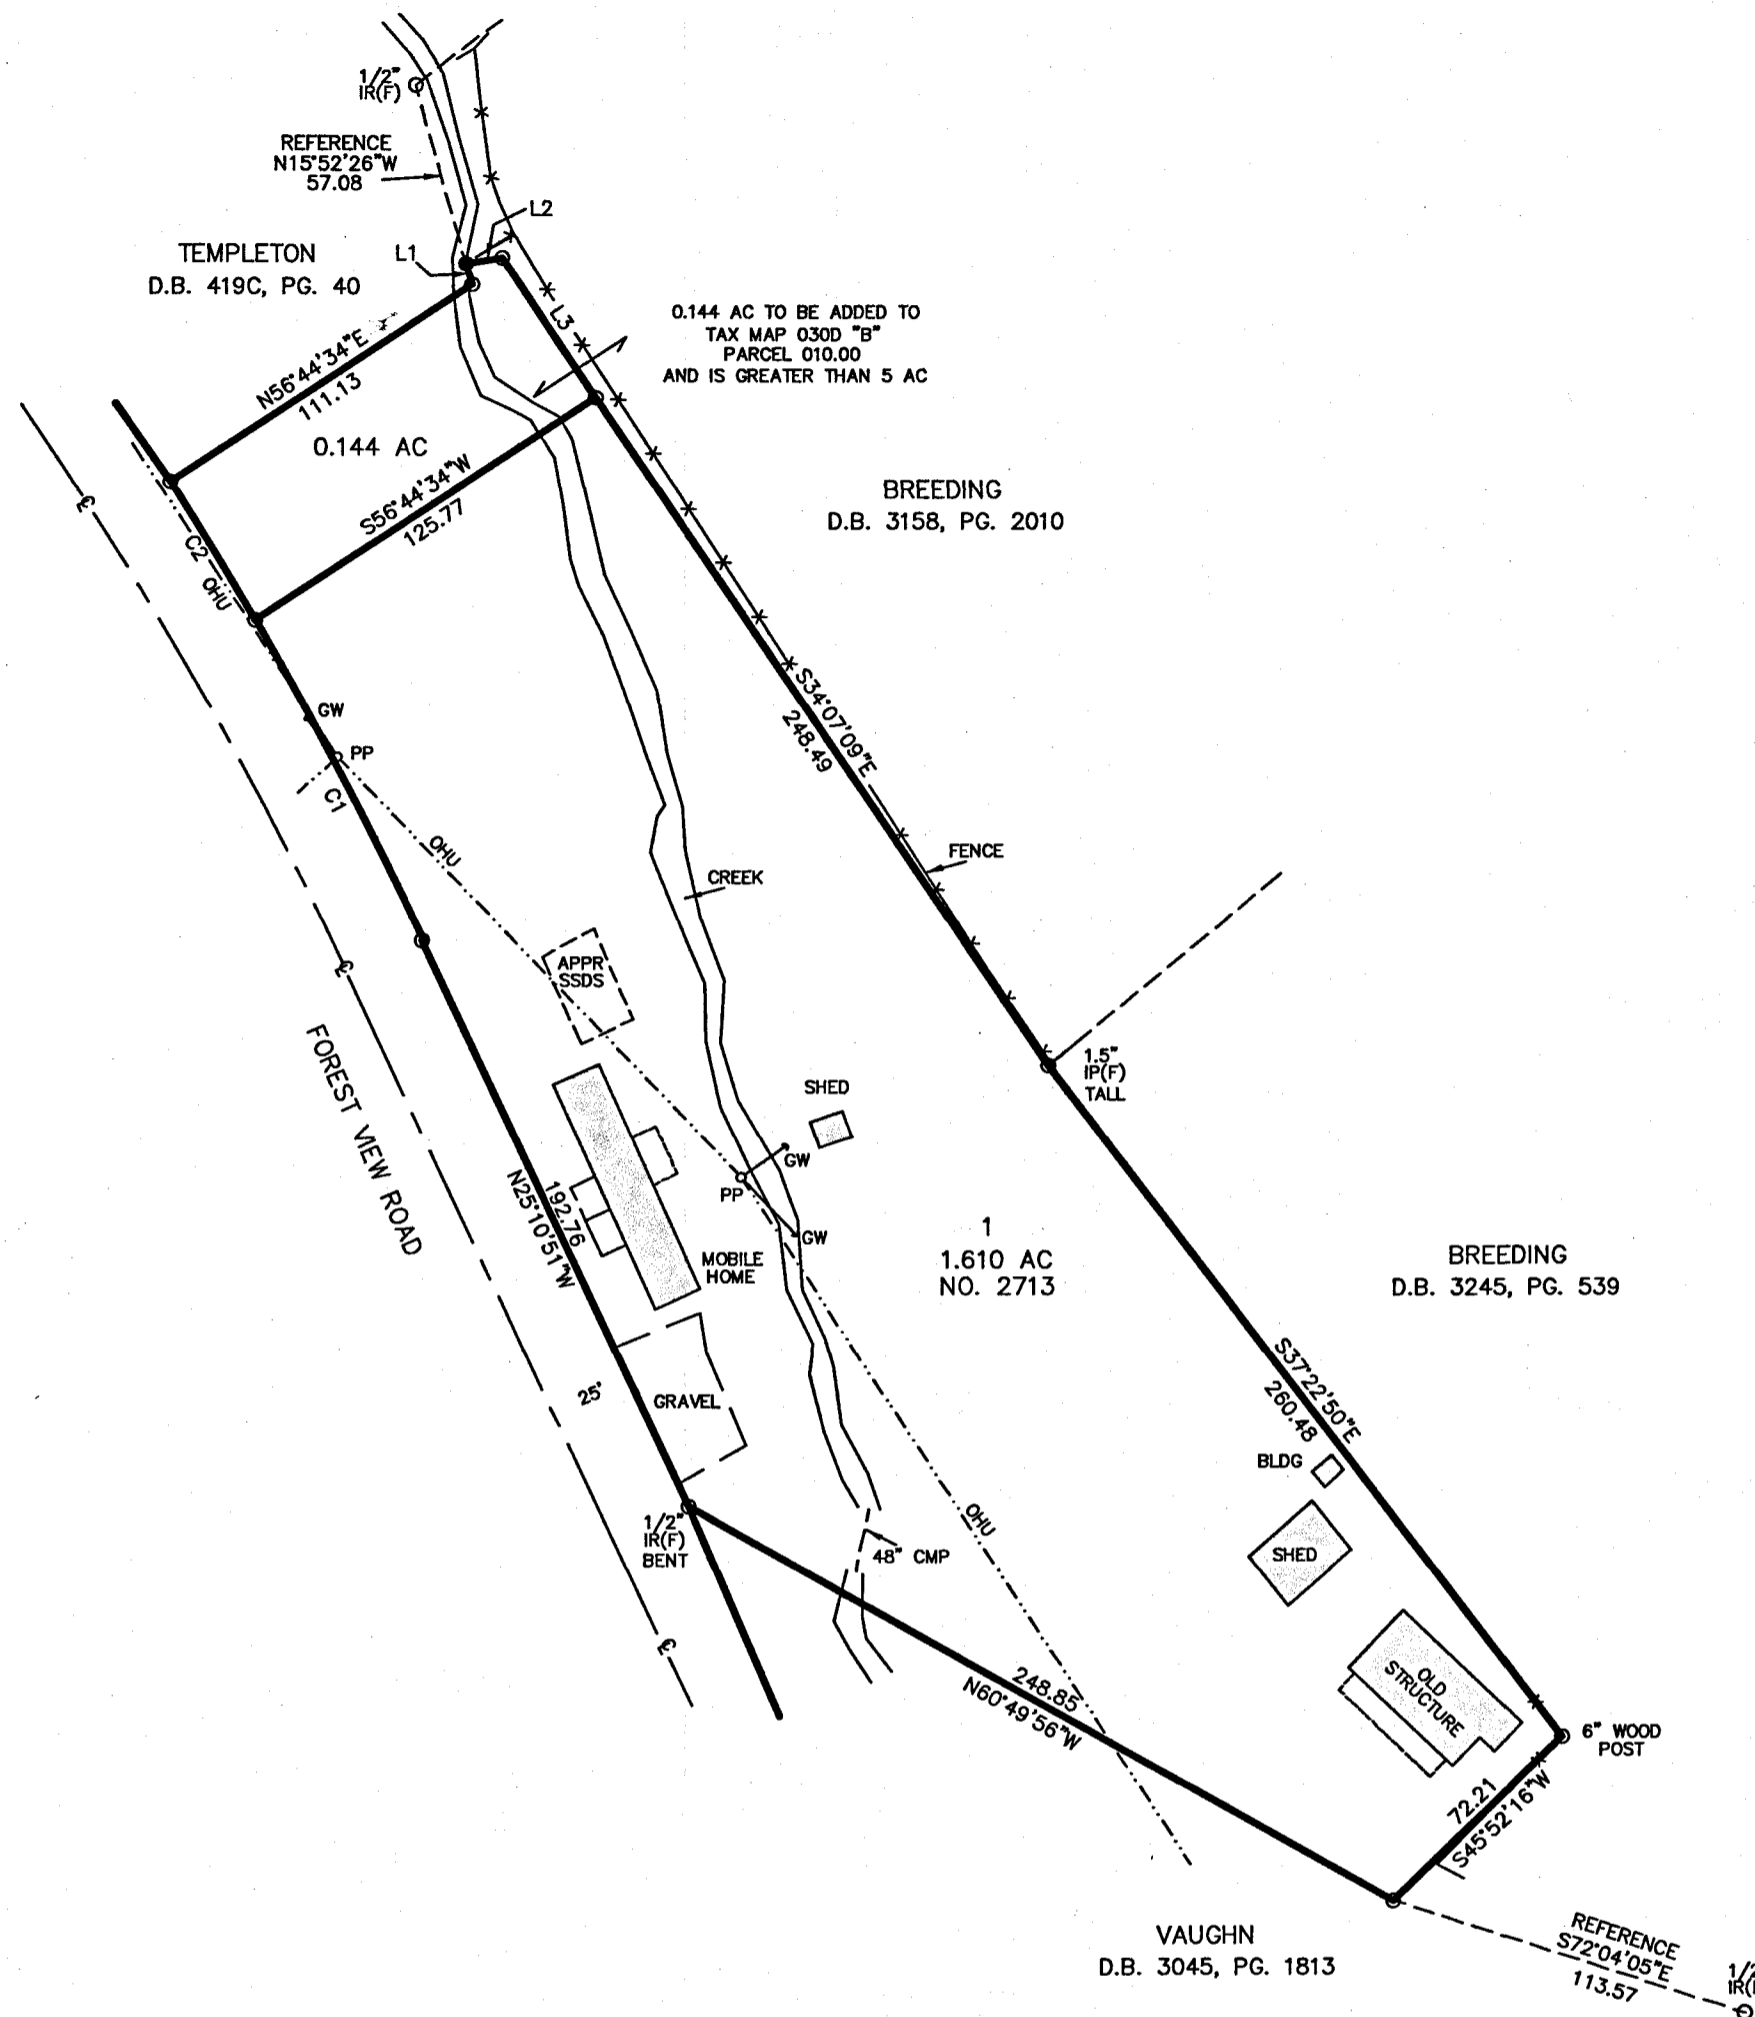 1/2"
IR(F)
REFERENCE
N15°52'26"W
57.08
L2
L1
TEMPLETON
D.B. 419C, PG. 40
L3
0.144 AC TO BE ADDED TO
TAX MAP 030D "B"
PARCEL 010.00
AND IS GREATER THAN 5 AC
N56°44'34"E
111.13
0.144 AC
S56°44'34"W
125.77
BREEDING
D.B. 3158, PG. 2010
℄
C2
OHU
GW
PP
C1
OHU
S34°07'09"E
248.49
FENCE
CREEK
℄
APPR
SSDS
FOREST VIEW ROAD
1.5"
IP(F)
TALL
SHED
GW
PP
GW
192.76
N25°10'51"W
MOBILE
HOME
1
1.610 AC
NO. 2713
BREEDING
D.B. 3245, PG. 539
S37°22'50"E
260.48
25'
GRAVEL
BLDG
SHED
1/2"
IR(F)
BENT
OHU
48" CMP
℄
OLD
STRUCTURE
248.85
N60°49'56"W
6" WOOD
POST
72.21
S45°52'16"W
VAUGHN
D.B. 3045, PG. 1813
REFERENCE
S72°04'05"E
113.57